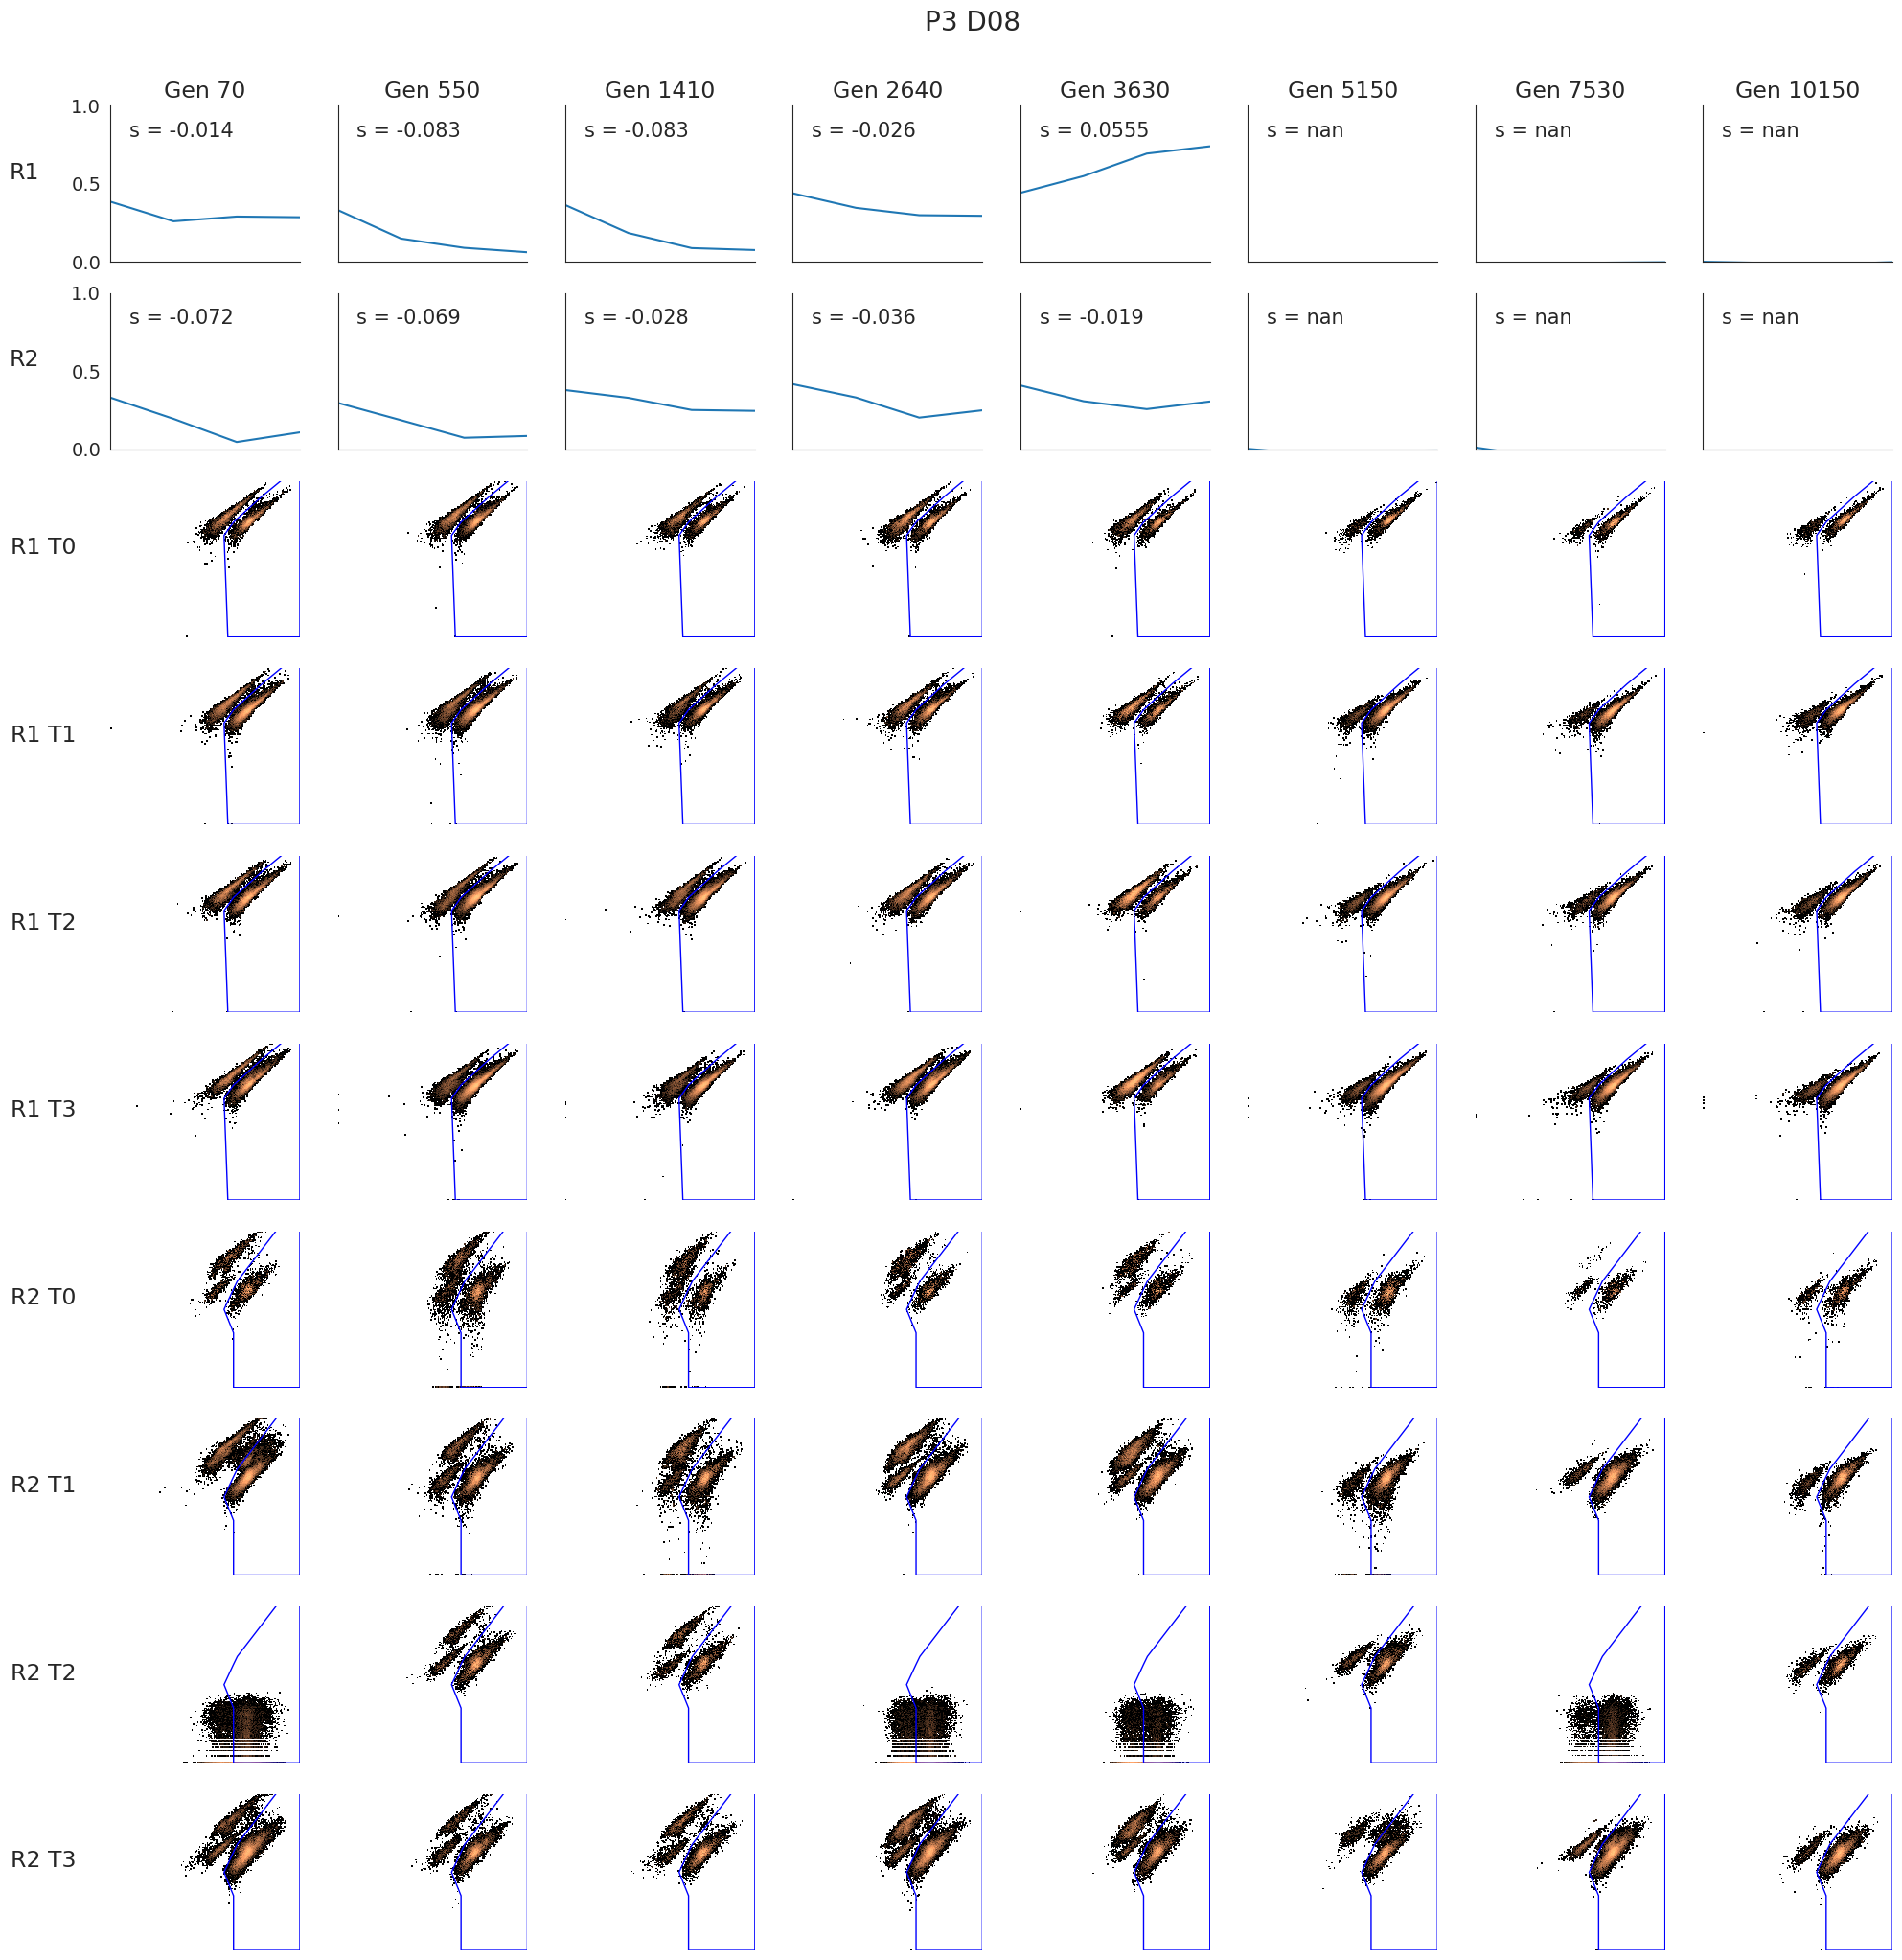 P3 D08
Gen 70 Gen 550 Gen 1410 Gen 2640 Gen 3630 Gen 5150 Gen 7530 Gen 10150
1.0
s = -0.014 s = -0.083 s = -0.083 s = -0.026 s = 0.0555 s = nan s = nan s = nan
R1
0.5
0.0
1.0
s = -0.072 s = -0.069 s = -0.028 s = -0.036 s = -0.019 s = nan s = nan s = nan
R2
0.5
0.0
R1 T0
R1 T1
R1 T2
R1 T3
R2 T0
R2 T1
R2 T2
R2 T3